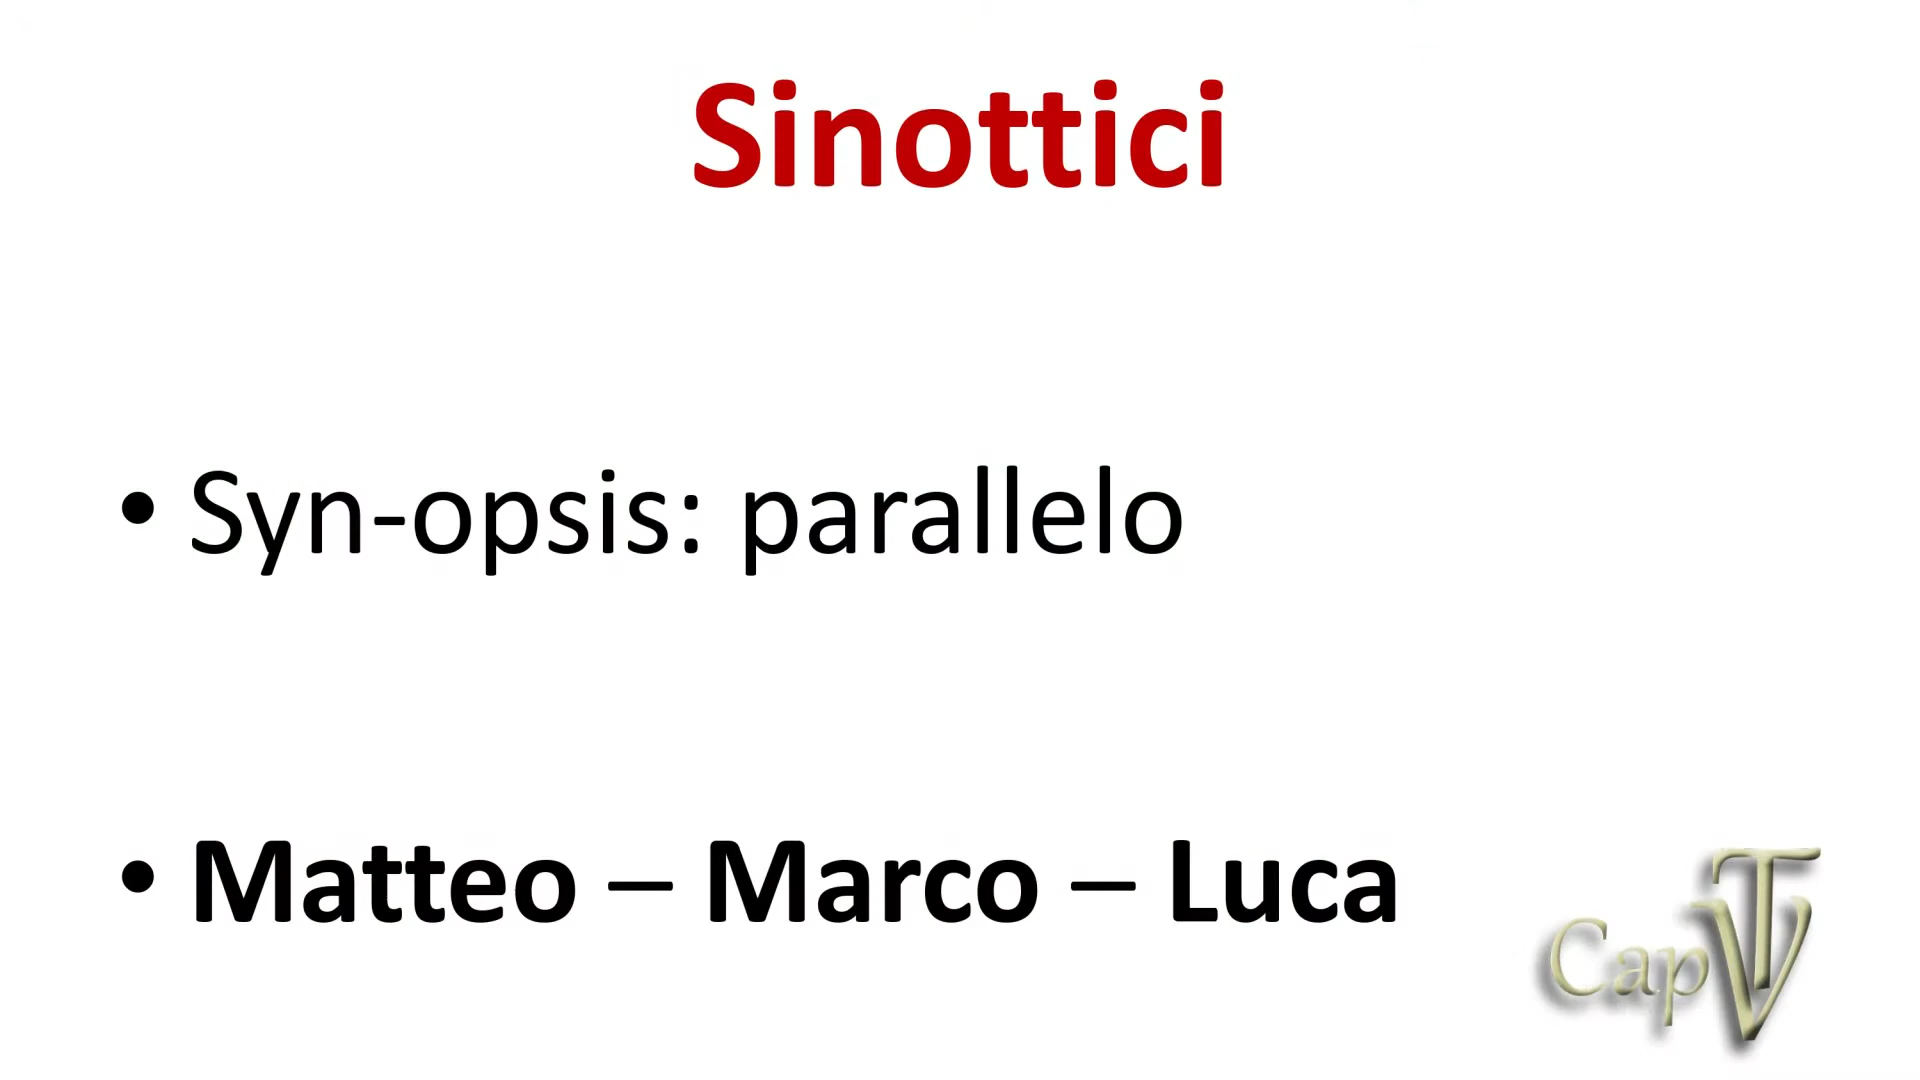 Sinottici
• Syn-opsis: parallelo
• Matteo – Marco – Luca
CapTV